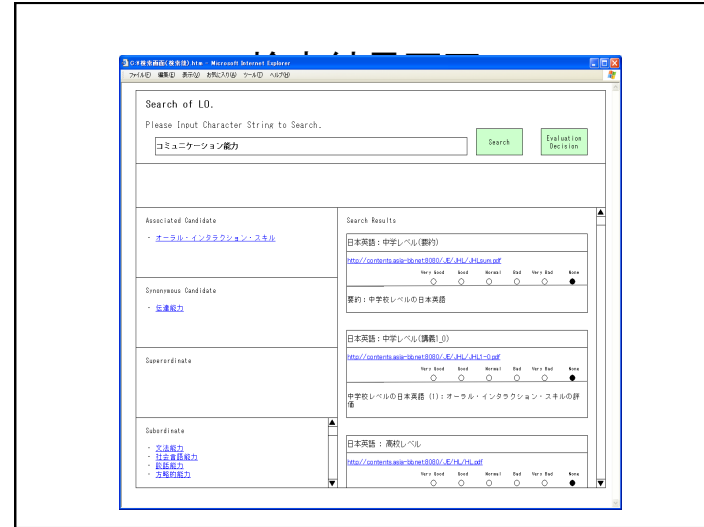 C:¥検索画面(検索後).htm - Microsoft Internet Explorer
ファイル(F) 編集(E) 表示(V) お気に入り(A) ツール(T) ヘルプ(H)
Search of LO.
Please Input Character String to Search.
コミュニケーション能力
Search
Evaluation
Decision
Associated Candidate
・ オーラル・インタラクション・スキル
Synonymous Candidate
・ 伝達能力
Superordinate
Subordinate
・ 文法能力
・ 社会言語能力
・ 談話能力
・ 方略的能力
Search Results
日本英語：中学レベル(要約)
http://contents.asia-bb.net:8080/JE/JHL/JHLsum.pdf
Very Good Good Normal Bad Very Bad None
要約：中学校レベルの日本英語
日本英語：中学レベル(講義1_0)
http://contents.asia-bb.net:8080/JE/JHL/JHL1-0.pdf
Very Good Good Normal Bad Very Bad None
中学校レベルの日本英語 (1)：オーラル・インタラクション・スキルの評
価
日本英語：高校レベル
http://contents.asia-bb.net:8080/JE/HL/HL.pdf
Very Good Good Normal Bad Very Bad None